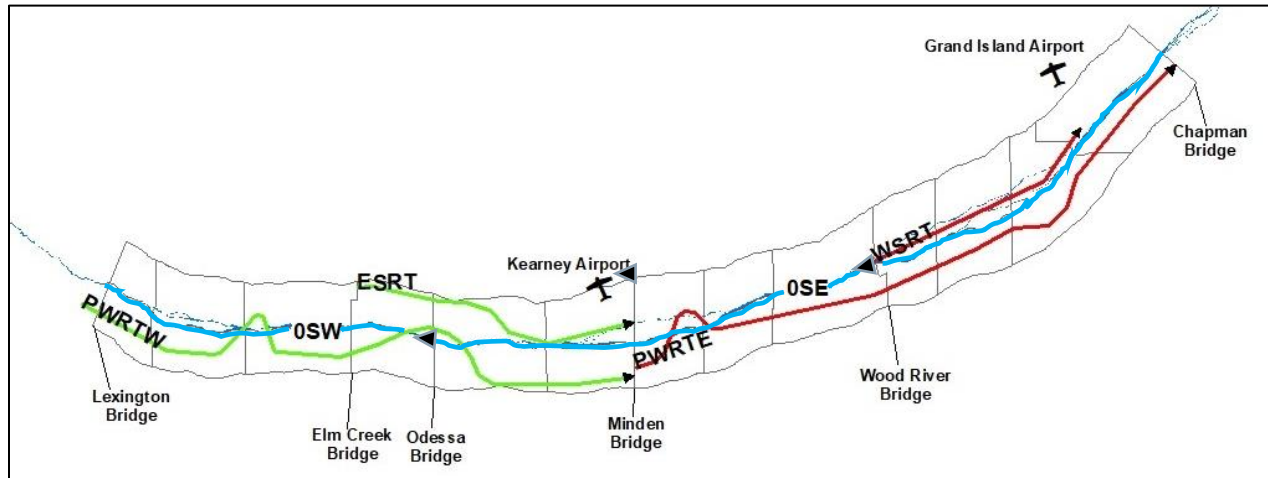 Grand Island Airport
Chapman
Bridge
WSRT
Kearney Airport
ESRT
0SE
PWRTW
0SW
PWRTE
Wood River
Bridge
Lexington
Bridge
Elm Creek
Bridge
Odessa
Bridge
Minden
Bridge